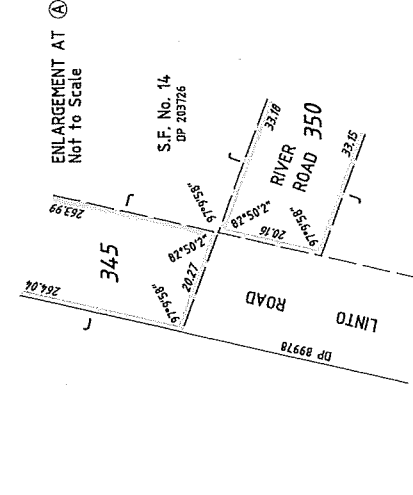 ENLARGEMENT AT A
Not to Scale
S.F. No. 14
DP 203726
264.04
263.99
J
J
345
97°9'58"
82°50'2"
20.27
97°9'58"
J
33.18
RIVER
ROAD 350
82°50'2"
20.16
97°9'58"
33.15
J
LINTO
ROAD
DP 89978